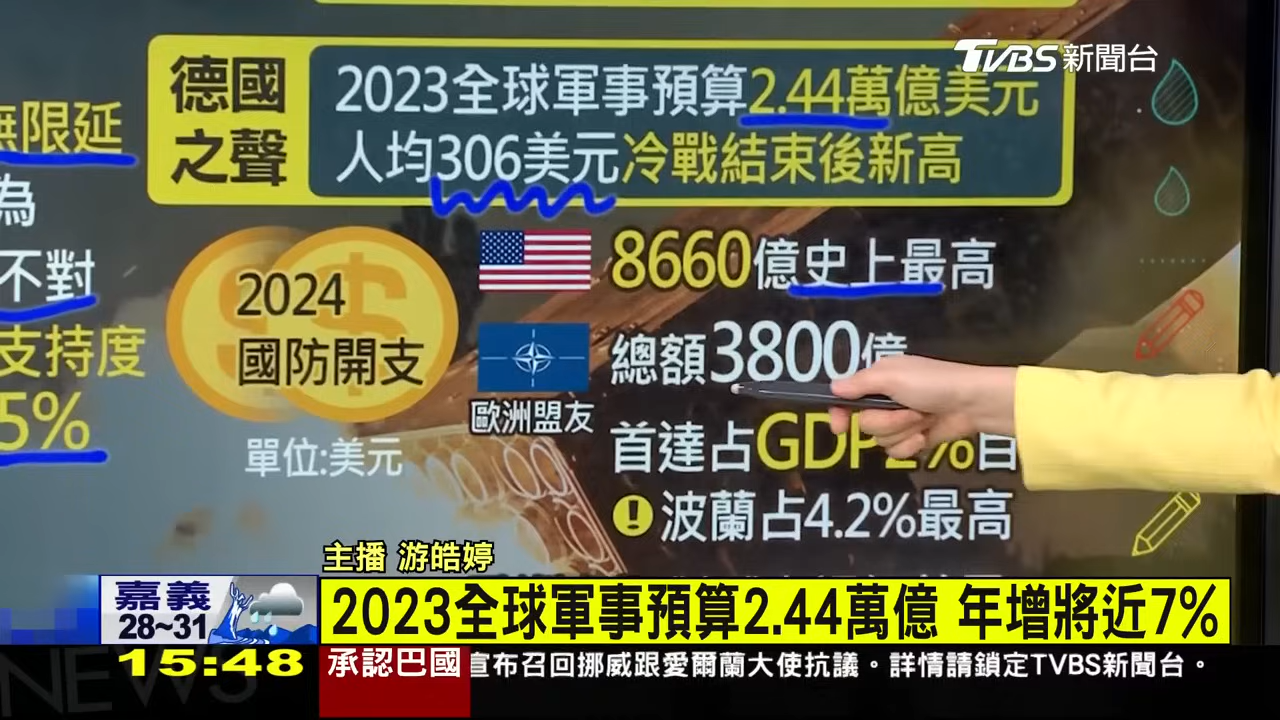 TVBS新聞台
德國之聲
2023全球軍事預算2.44萬億美元
人均306美元冷戰結束後新高
無限延
為
不對
支持度
5%
2024
國防開支
單位:美元
8660億史上最高
歐洲盟友
總額3800億
首達占GDP2%目
波蘭占4.2%最高
主播 游皓婷
嘉義
28~31
2023全球軍事預算2.44萬億 年增將近7%
15:48
承認巴國
宣布召回挪威跟愛爾蘭大使抗議。詳情請鎖定TVBS新聞台。
NEWS